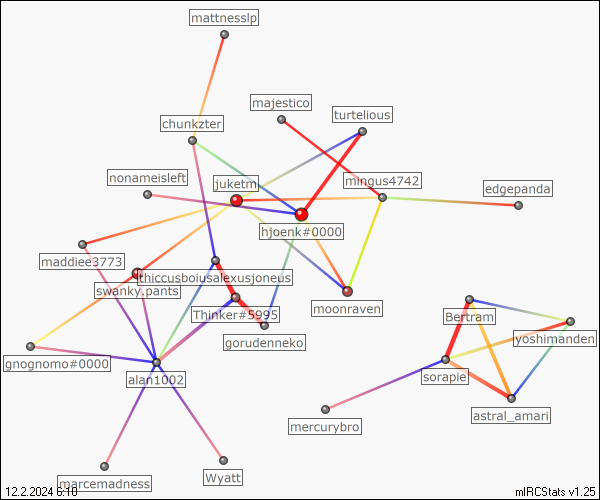 mattnesslp
majestico
turtelious
chunkzter
nonameisleft
juketm
mingus4742
edgepanda
hjoenk#0000
maddiee3773
thiccusboiusalexusjoneus
swanky.pants
moonraven
Thinker#5995
Bertram
yoshimanden
gorudenneko
gnognomo#0000
alan1002
sorapie
astral_amari
mercurybro
marcemadness
Wyatt
12.2.2024 6:10
mIRCStats v1.25